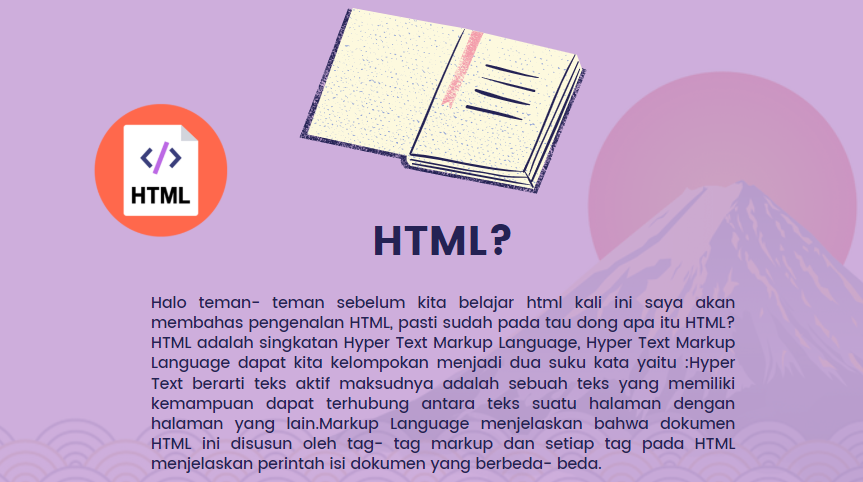 </>
HTML
HTML?
Halo teman- teman sebelum kita belajar html kali ini saya akan
membahas pengenalan HTML, pasti sudah pada tau dong apa itu HTML?
HTML adalah singkatan Hyper Text Markup Language, Hyper Text Markup
Language dapat kita kelompokan menjadi dua suku kata yaitu :Hyper
Text berarti teks aktif maksudnya adalah sebuah teks yang memiliki
kemampuan dapat terhubung antara teks suatu halaman dengan
halaman yang lain.Markup Language menjelaskan bahwa dokumen
HTML ini disusun oleh tag- tag markup dan setiap tag pada HTML
menjelaskan perintah isi dokumen yang berbeda- beda.